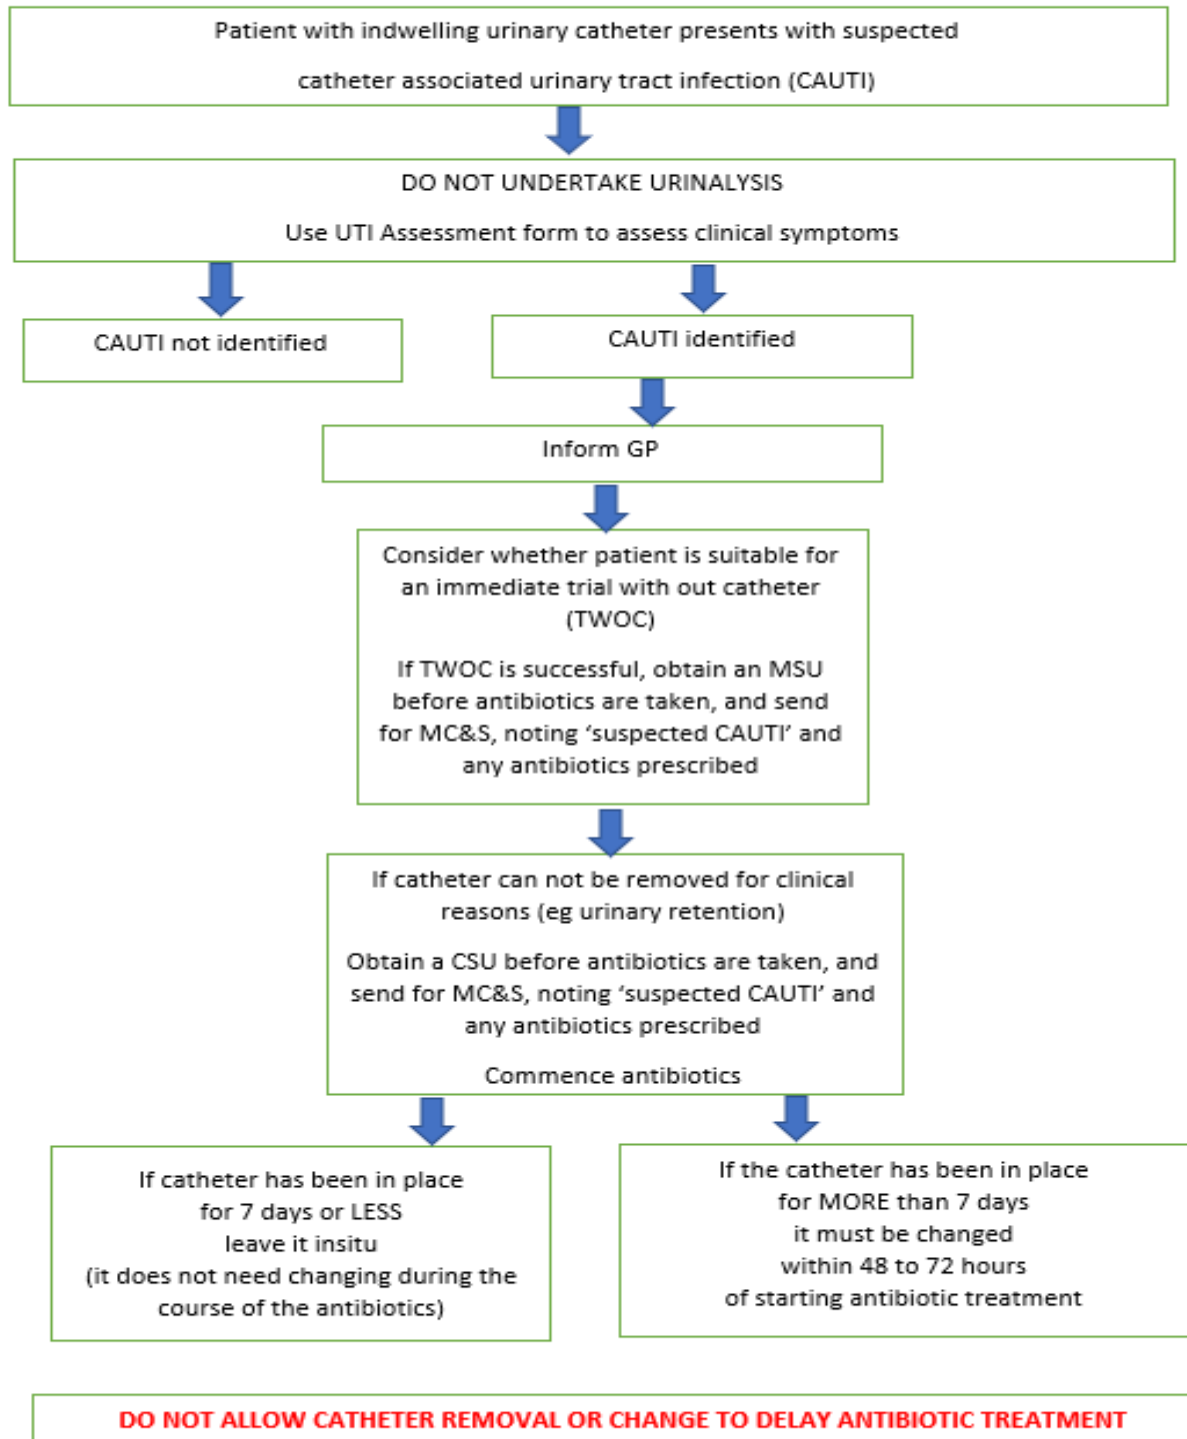 Patient with indwelling urinary catheter presents with suspected
catheter associated urinary tract infection (CAUTI)
DO NOT UNDERTAKE URINALYSIS
Use UTI Assessment form to assess clinical symptoms
CAUTI not identified
CAUTI identified
Inform GP
Consider whether patient is suitable for
an immediate trial with out catheter
(TWOC)
If TWOC is successful, obtain an MSU
before antibiotics are taken, and send
for MC&S, noting ‘suspected CAUTI’ and
any antibiotics prescribed
If catheter can not be removed for clinical
reasons (eg urinary retention)
Obtain a CSU before antibiotics are taken, and
send for MC&S, noting ‘suspected CAUTI’ and
any antibiotics prescribed
Commence antibiotics
If catheter has been in place
for 7 days or LESS
leave it insitu
(it does not need changing during the
course of the antibiotics)
If the catheter has been in place
for MORE than 7 days
it must be changed
within 48 to 72 hours
of starting antibiotic treatment
DO NOT ALLOW CATHETER REMOVAL OR CHANGE TO DELAY ANTIBIOTIC TREATMENT